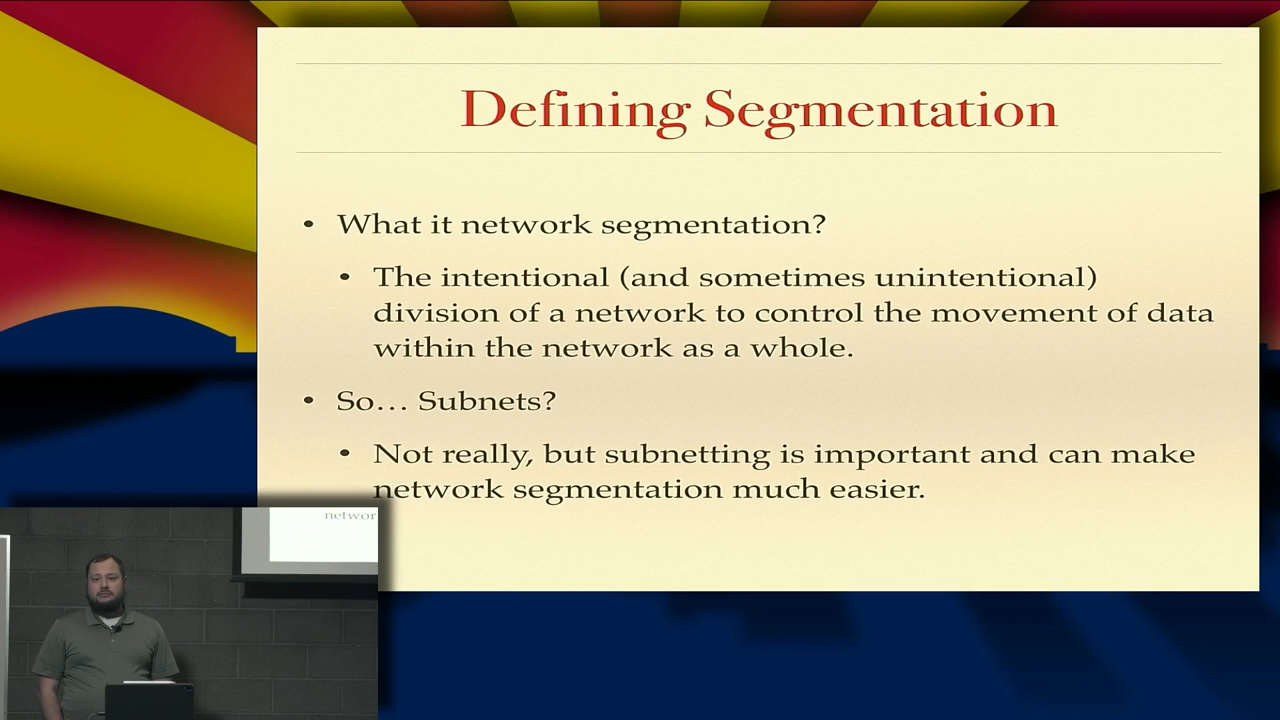 Defining Segmentation
• What it network segmentation?
• The intentional (and sometimes unintentional)
division of a network to control the movement of data
within the network as a whole.
• So… Subnets?
• Not really, but subnetting is important and can make
network segmentation much easier.
networ